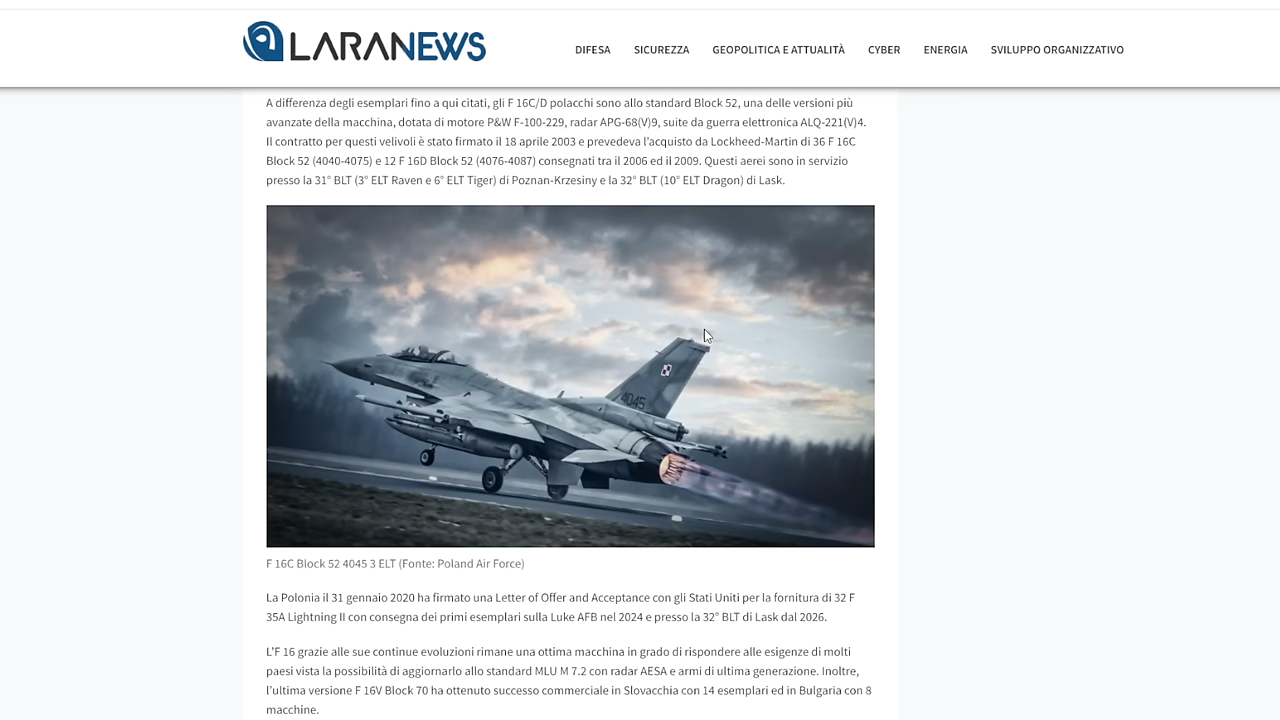 LARANEWS
DIFESA SICUREZZA GEOPOLITICA E ATTUALITÀ CYBER ENERGIA SVILUPPO ORGANIZZATIVO
A differenza degli esemplari fino a qui citati, gli F 16C/D polacchi sono allo standard Block 52, una delle versioni più
avanzate della macchina, dotata di motore P&W F-100-229, radar APG-68(V)9, suite da guerra elettronica ALQ-221(V)4.
Il contratto per questi velivoli è stato firmato il 18 aprile 2003 e prevedeva l'acquisto da Lockheed-Martin di 36 F 16C
Block 52 (4040-4075) e 12 F 16D Block 52 (4076-4087) consegnati tra il 2006 ed il 2009. Questi aerei sono in servizio
presso la 31° BLT (3° ELT Raven e 6° ELT Tiger) di Poznan-Krzesiny e la 32° BLT (10° ELT Dragon) di Lask.
4045
F 16C Block 52 4045 3 ELT (Fonte: Poland Air Force)
La Polonia il 31 gennaio 2020 ha firmato una Letter of Offer and Acceptance con gli Stati Uniti per la fornitura di 32 F
35A Lightning II con consegna dei primi esemplari sulla Luke AFB nel 2024 e presso la 32° BLT di Lask dal 2026.
L'F 16 grazie alle sue continue evoluzioni rimane una ottima macchina in grado di rispondere alle esigenze di molti
paesi vista la possibilità di aggiornarlo allo standard MLU M 7.2 con radar AESA e armi di ultima generazione. Inoltre,
l'ultima versione F 16V Block 70 ha ottenuto successo commerciale in Slovacchia con 14 esemplari ed in Bulgaria con 8
macchine.